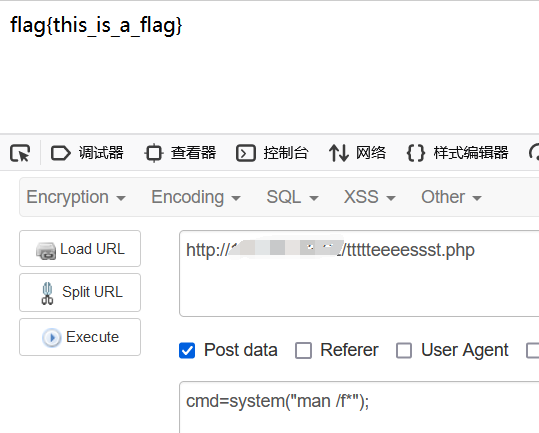 flag{this_is_a_flag}
调试器 查看器 控制台 网络 样式编辑器
Encryption Encoding SQL XSS Other
Load URL
http://
/ttttteeeessst.php
Split URL
Execute
Post data Referer User Agent
cmd=system("man /f*");